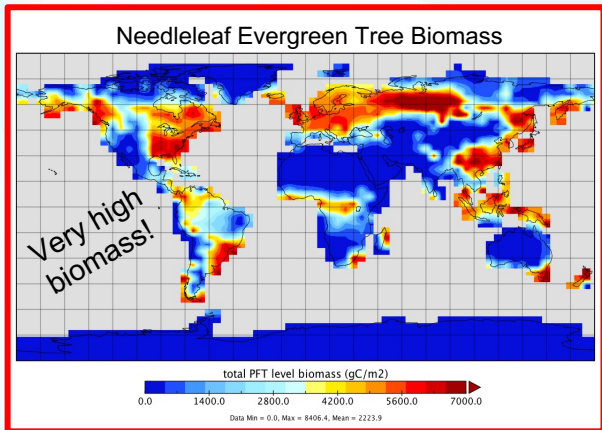 Needleleaf Evergreen Tree Biomass
Very high
biomass!
total PFT level biomass (gC/m2)
0.0 1400.0 2800.0 4200.0 5600.0 7000.0
Data Min = 0.0, Max = 8406.4, Mean = 2223.9